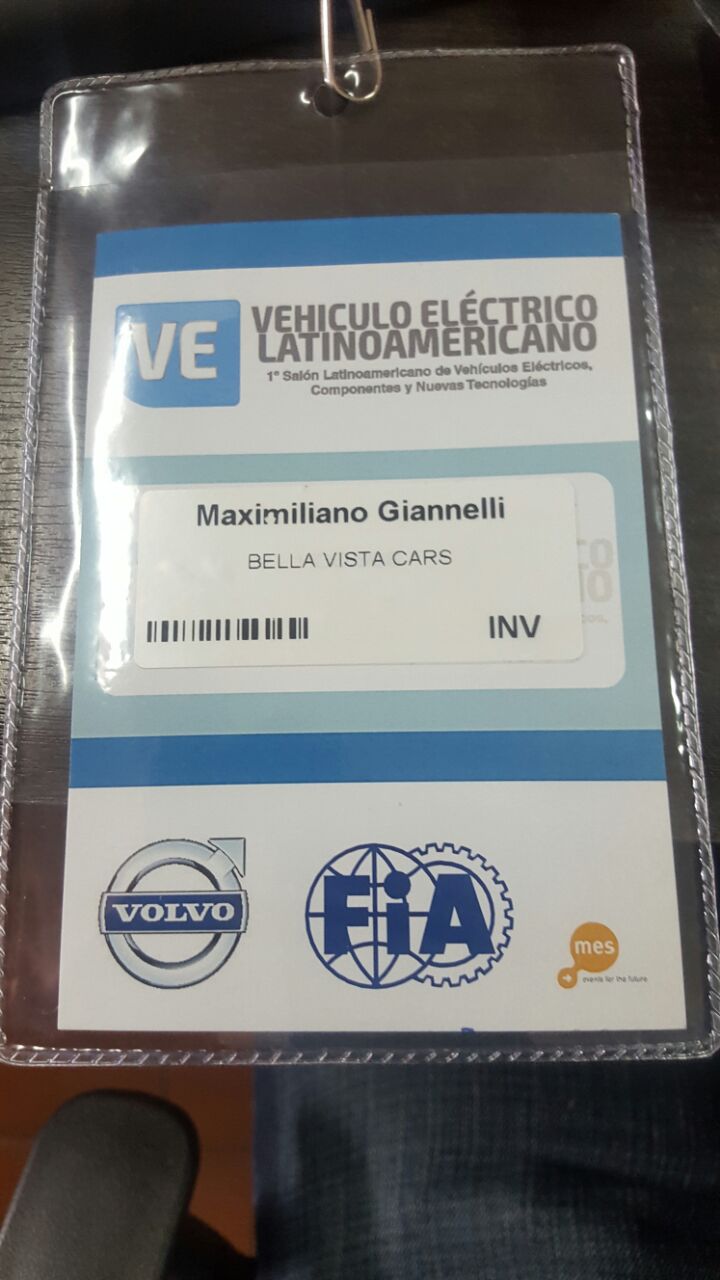 VE
VEHICULO ELÉCTRICO
LATINOAMERICANO
1º Salón Latinoamericano de Vehículos Eléctricos,
Componentes y Nuevas Tecnologías
Maximiliano Giannelli
BELLA VISTA CARS
INV
VOLVO
FiA
mes
events for the future